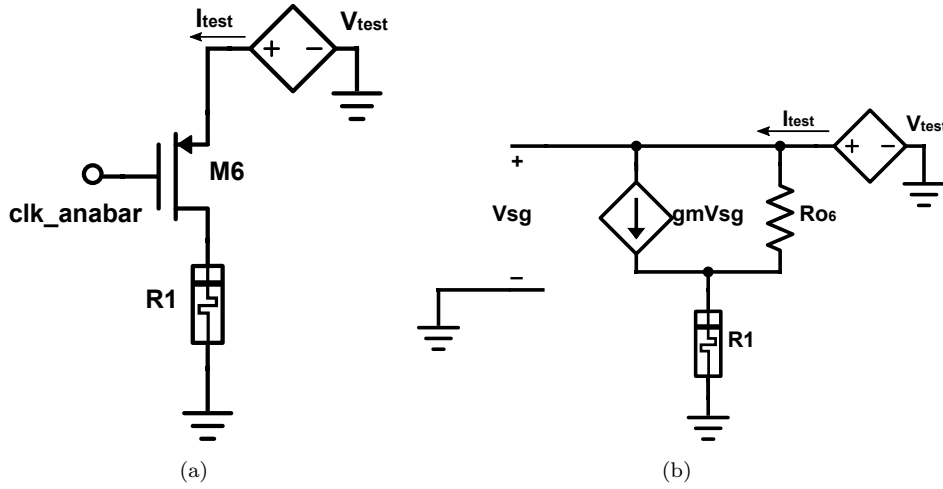 Itest
Vtest
+ −
M6
clk_anabar
R1
(a)
Itest
Vtest
+ −
+
Vsg
−
gmVsg
Ro6
R1
(b)